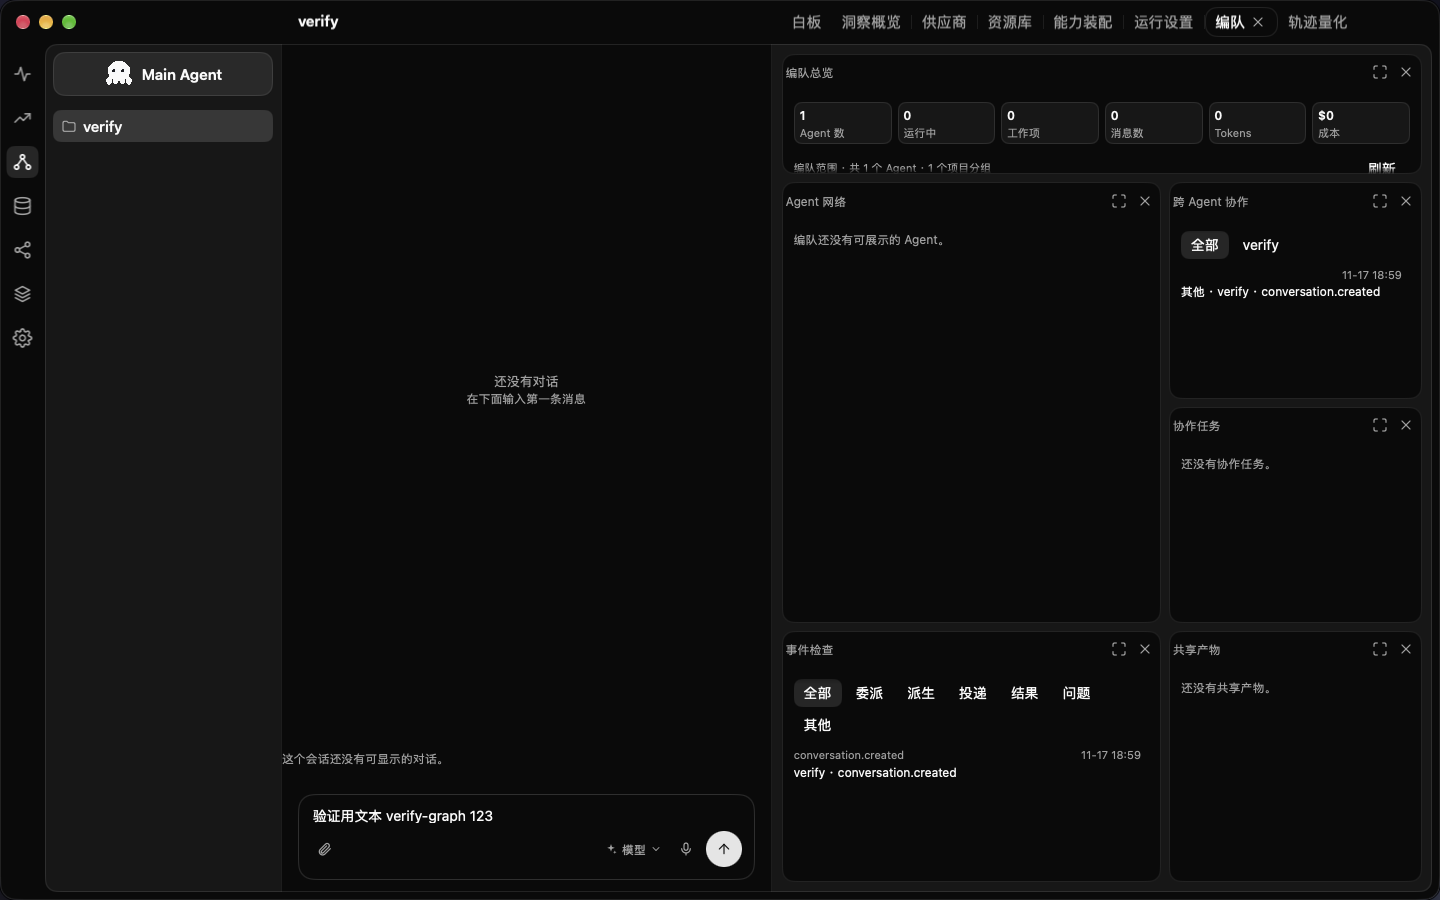 verify
白板 洞察概览 供应商 资源库 能力装配 运行设置 编队 轨迹量化
Main Agent
verify
还没有对话
在下面输入第一条消息
这个会话还没有可显示的对话。
验证用文本 verify-graph 123
模型
编队总览
1 0 0 0 0 $0
Agent 数 运行中 工作项 消息数 Tokens 成本
编队范围 · 共 1 个 Agent · 1 个项目分组 刷新
Agent 网络
编队还没有可展示的 Agent。
跨 Agent 协作
全部 verify
11-17 18:59
其他 · verify · conversation.created
协作任务
还没有协作任务。
事件检查
全部 委派 派生 投递 结果 问题
其他
conversation.created 11-17 18:59
verify · conversation.created
共享产物
还没有共享产物。